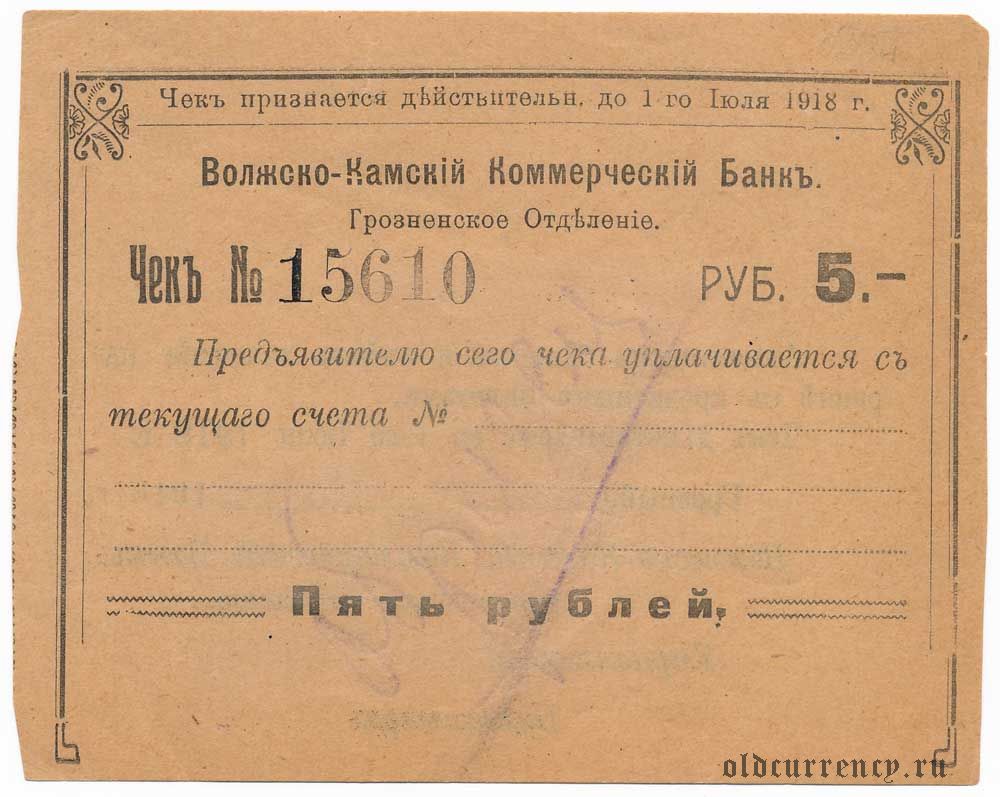 Чекъ признается дѣйствительн. до 1-го Іюля 1918 г.
Волжско-Камскій Коммерческій Банкъ.
Грозненское Отдѣленіе.
Чекъ № 15610 РУБ. 5.–
Предъявителю сего чека уплачивается съ
текущаго счета №
Пять рублей,
oldcurrency.ru